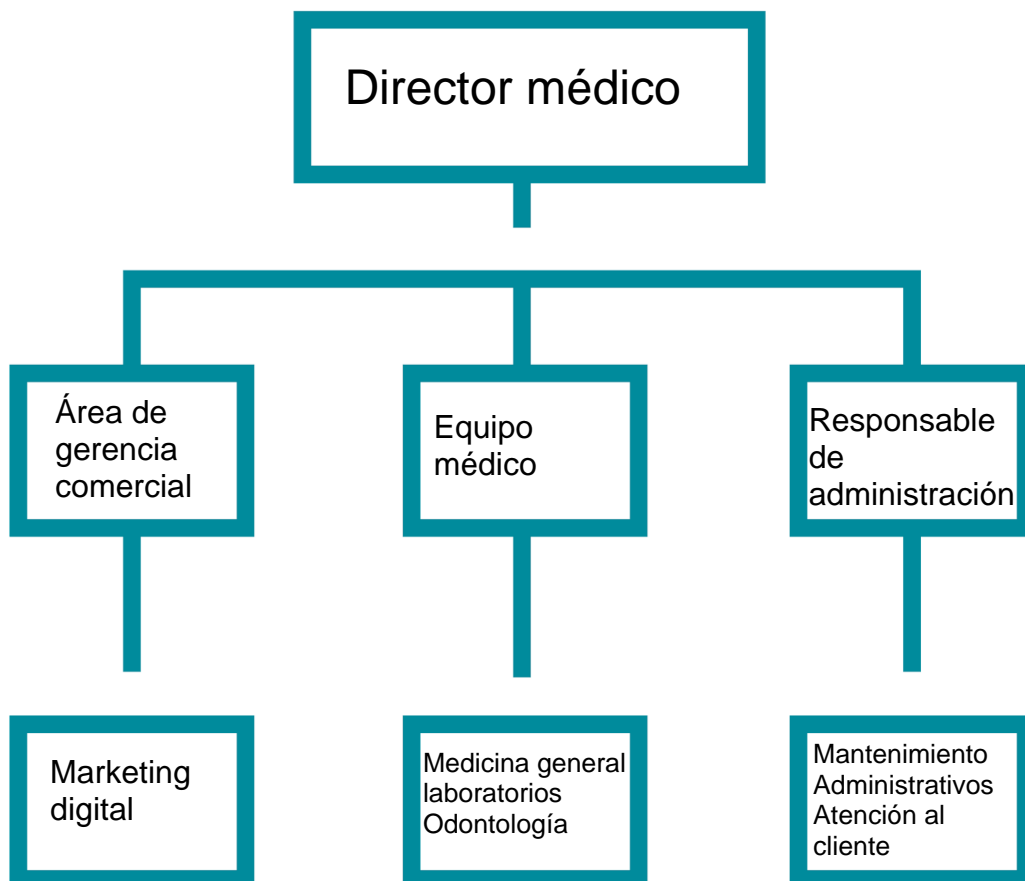 Director médico
Área de
gerencia
comercial
Equipo
médico
Responsable
de
administración
Marketing
digital
Medicina general
laboratorios
Odontología
Mantenimiento
Administrativos
Atención al
cliente